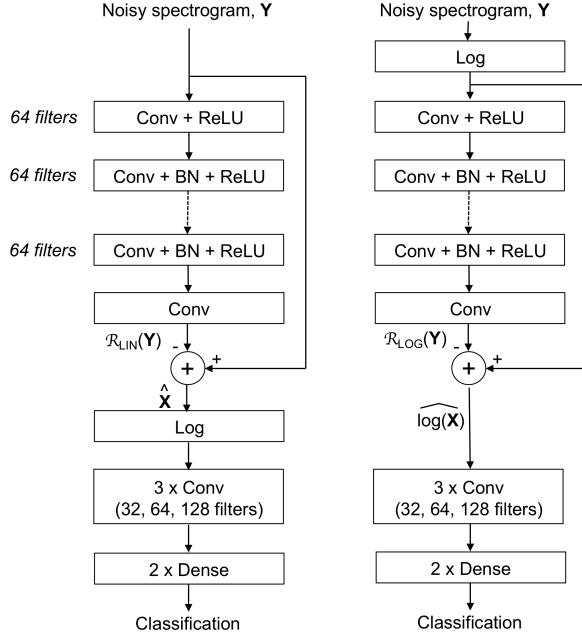 Noisy spectrogram, Y
64 filters
Conv + ReLU
64 filters
Conv + BN + ReLU
64 filters
Conv + BN + ReLU
Conv
ℛLIN(Y)
-
+
+
X̂
Log
3 x Conv
(32, 64, 128 filters)
2 x Dense
Classification
Noisy spectrogram, Y
Log
Conv + ReLU
Conv + BN + ReLU
Conv + BN + ReLU
Conv
ℛLOG(Y)
-
+
+
log(X)
3 x Conv
(32, 64, 128 filters)
2 x Dense
Classification